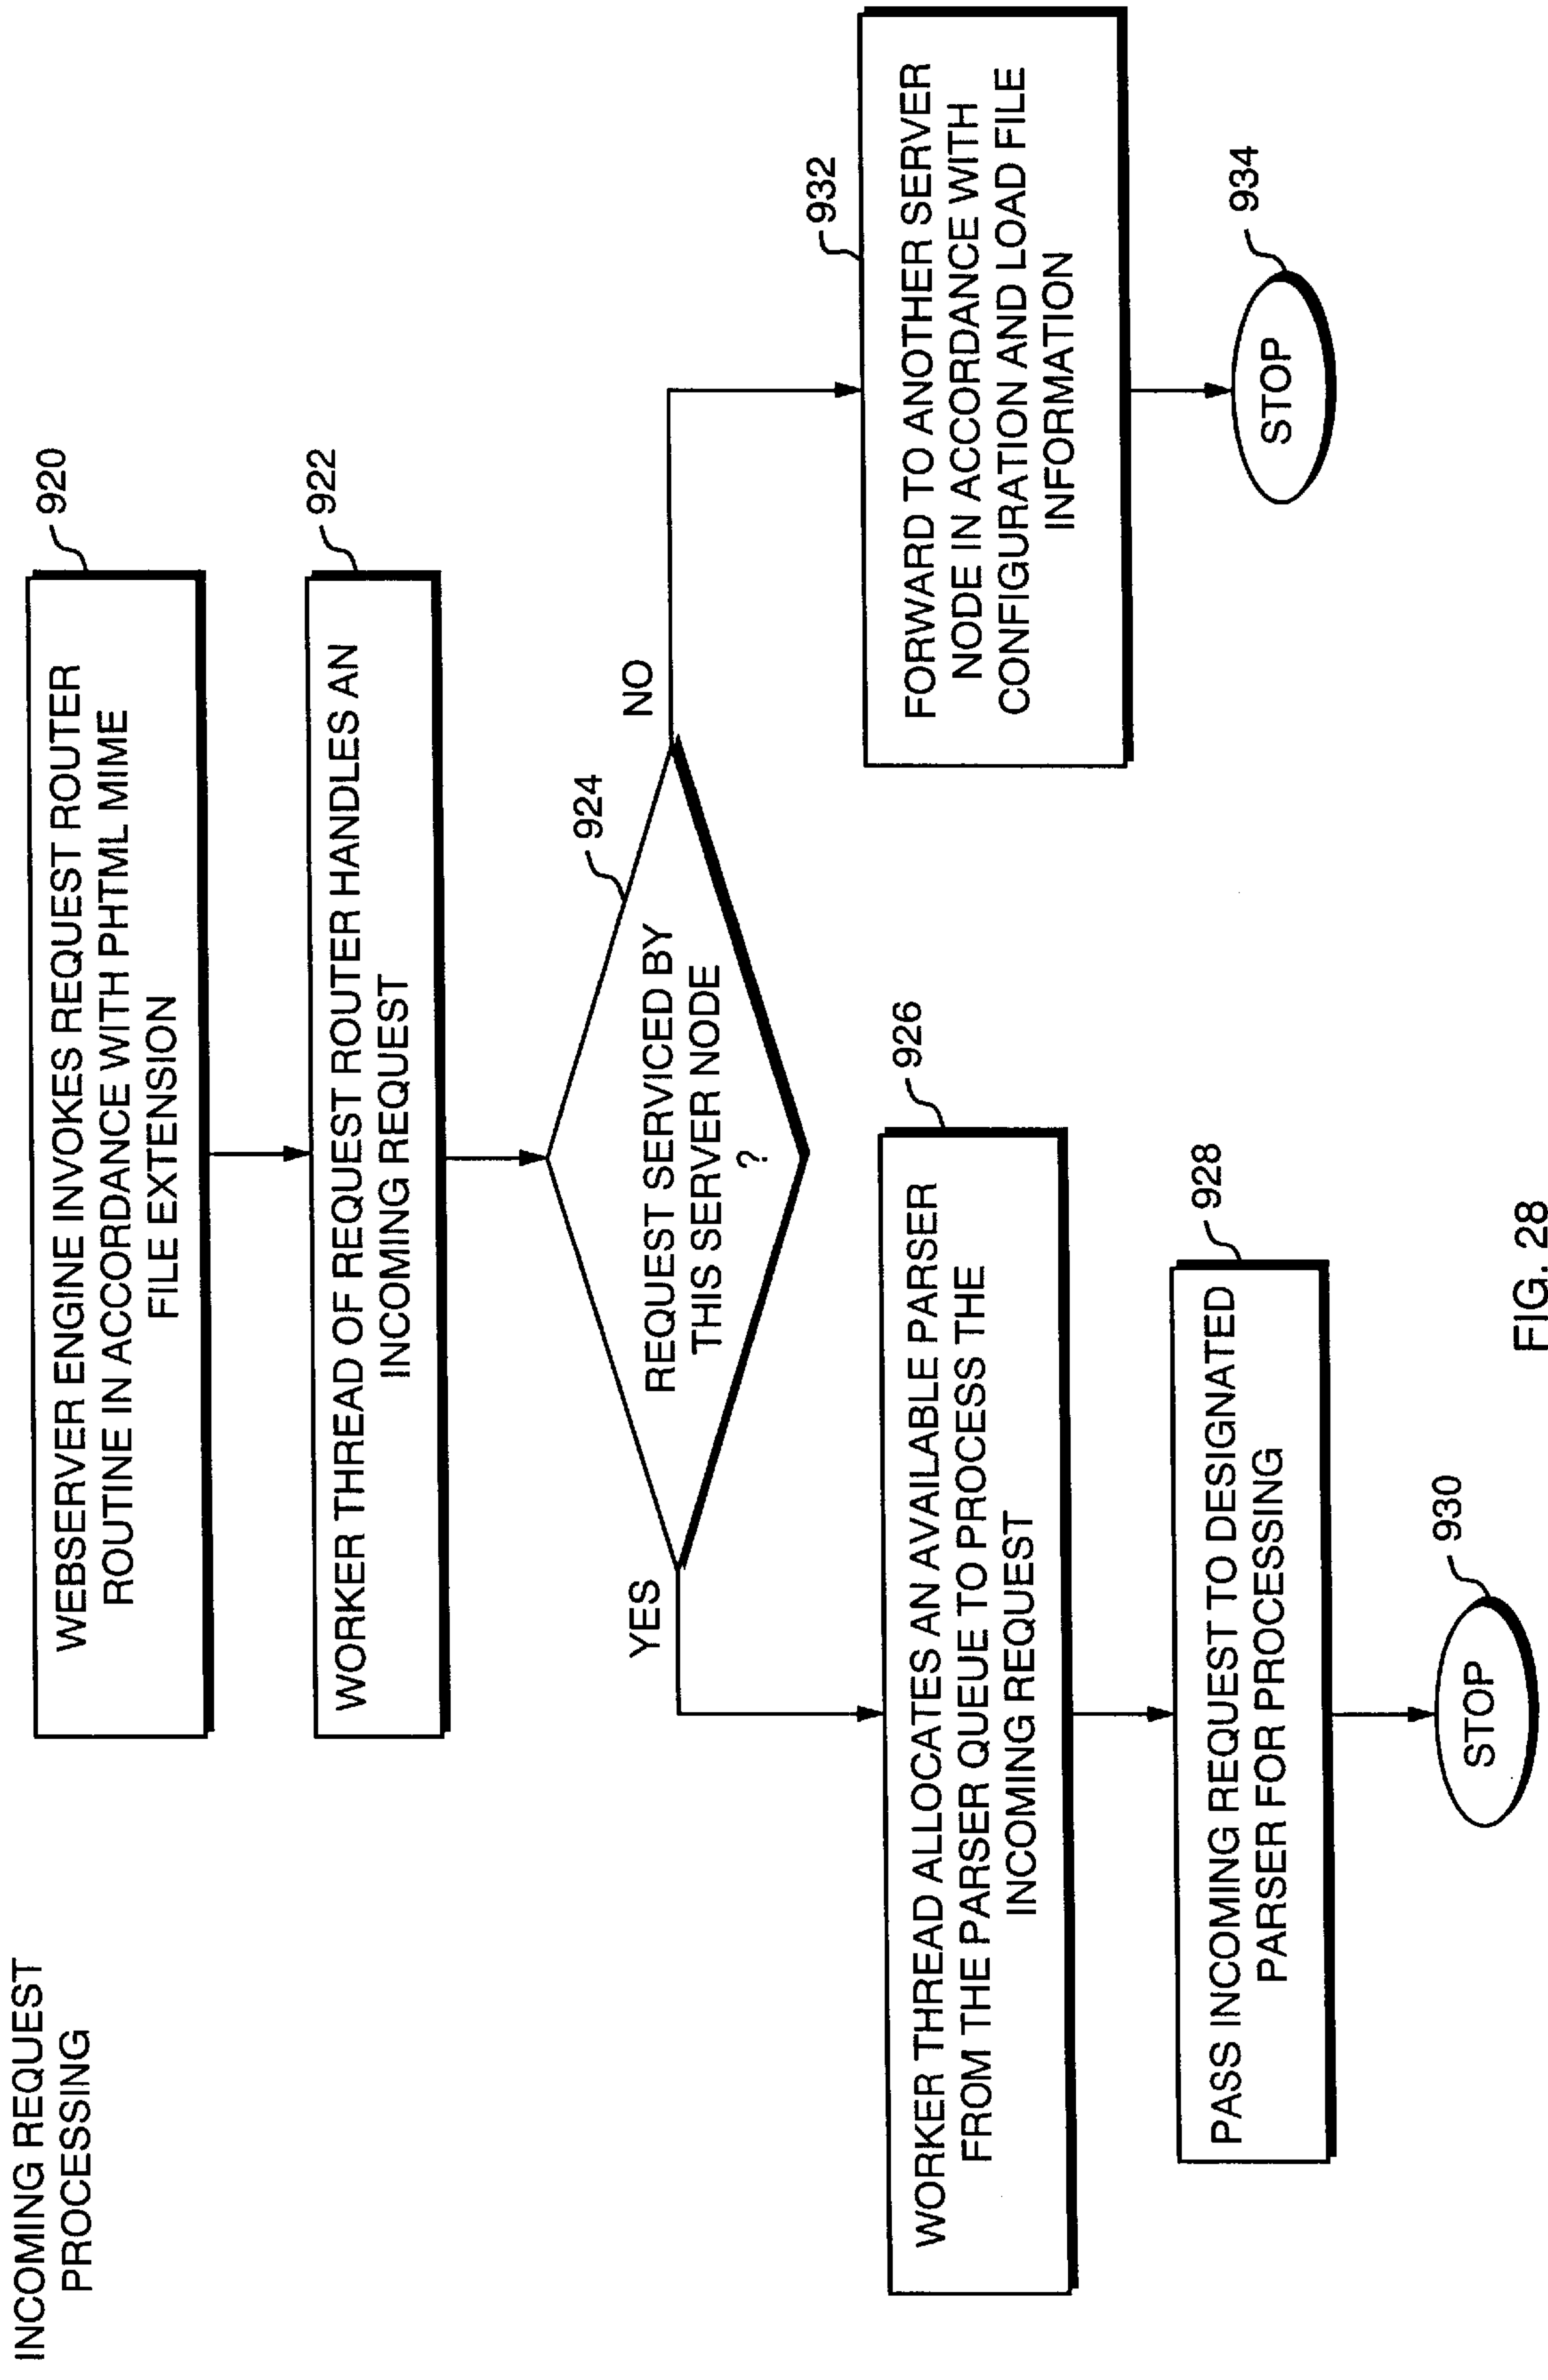 INCOMING REQUEST
PROCESSING
920
WEBSERVER ENGINE INVOKES REQUEST ROUTER
ROUTINE IN ACCORDANCE WITH PHTML MIME
FILE EXTENSION
922
WORKER THREAD OF REQUEST ROUTER HANDLES AN
INCOMING REQUEST
924
REQUEST SERVICED BY
THIS SERVER NODE
?
YES
NO
926
WORKER THREAD ALLOCATES AN AVAILABLE PARSER
FROM THE PARSER QUEUE TO PROCESS THE
INCOMING REQUEST
928
PASS INCOMING REQUEST TO DESIGNATED
PARSER FOR PROCESSING
930
STOP
932
FORWARD TO ANOTHER SERVER
NODE IN ACCORDANCE WITH
CONFIGURATION AND LOAD FILE
INFORMATION
934
STOP
FIG. 28